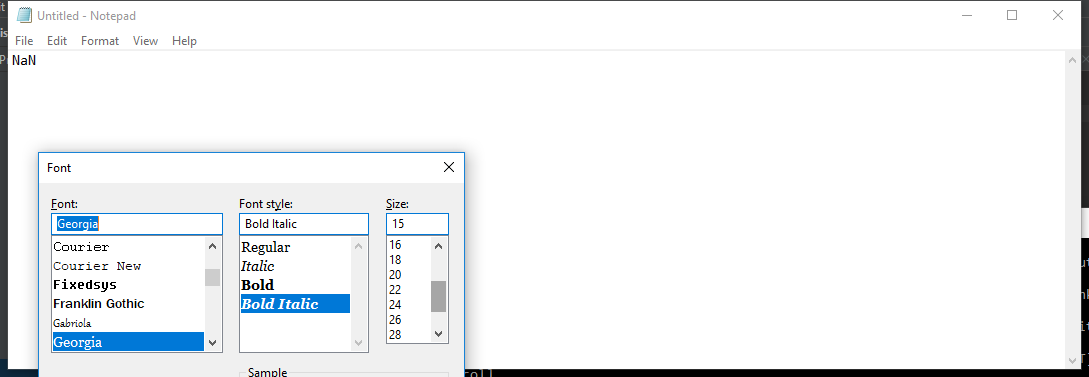 Untitled - Notepad
File Edit Format View Help
NaN
Font
Font: Font style: Size:
Georgia Bold Italic 15
Courier
Courier New
Fixedsys
Franklin Gothic
Gabriola
Georgia
Regular
Italic
Bold
Bold Italic
16
18
20
22
24
26
28
Sample